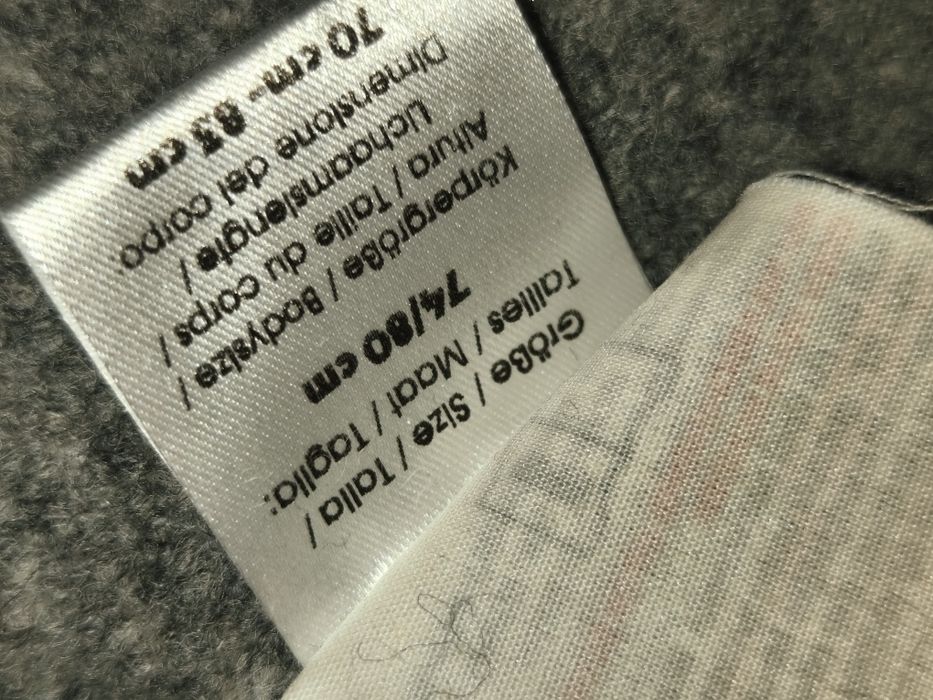 Größe / Size / Talla /
Tailles / Maat / Taglia:
74/80 cm
Körpergröße / Bodysize /
Altura / Taille du corps /
Lichaamslengte /
Dimensione del corpo:
70 cm - 83 cm